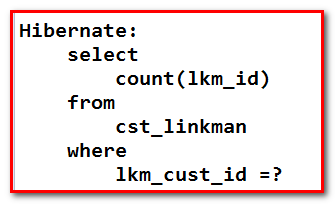 Hibernate:
    select
        count(lkm_id)
    from
        cst_linkman
    where
        lkm_cust_id =?